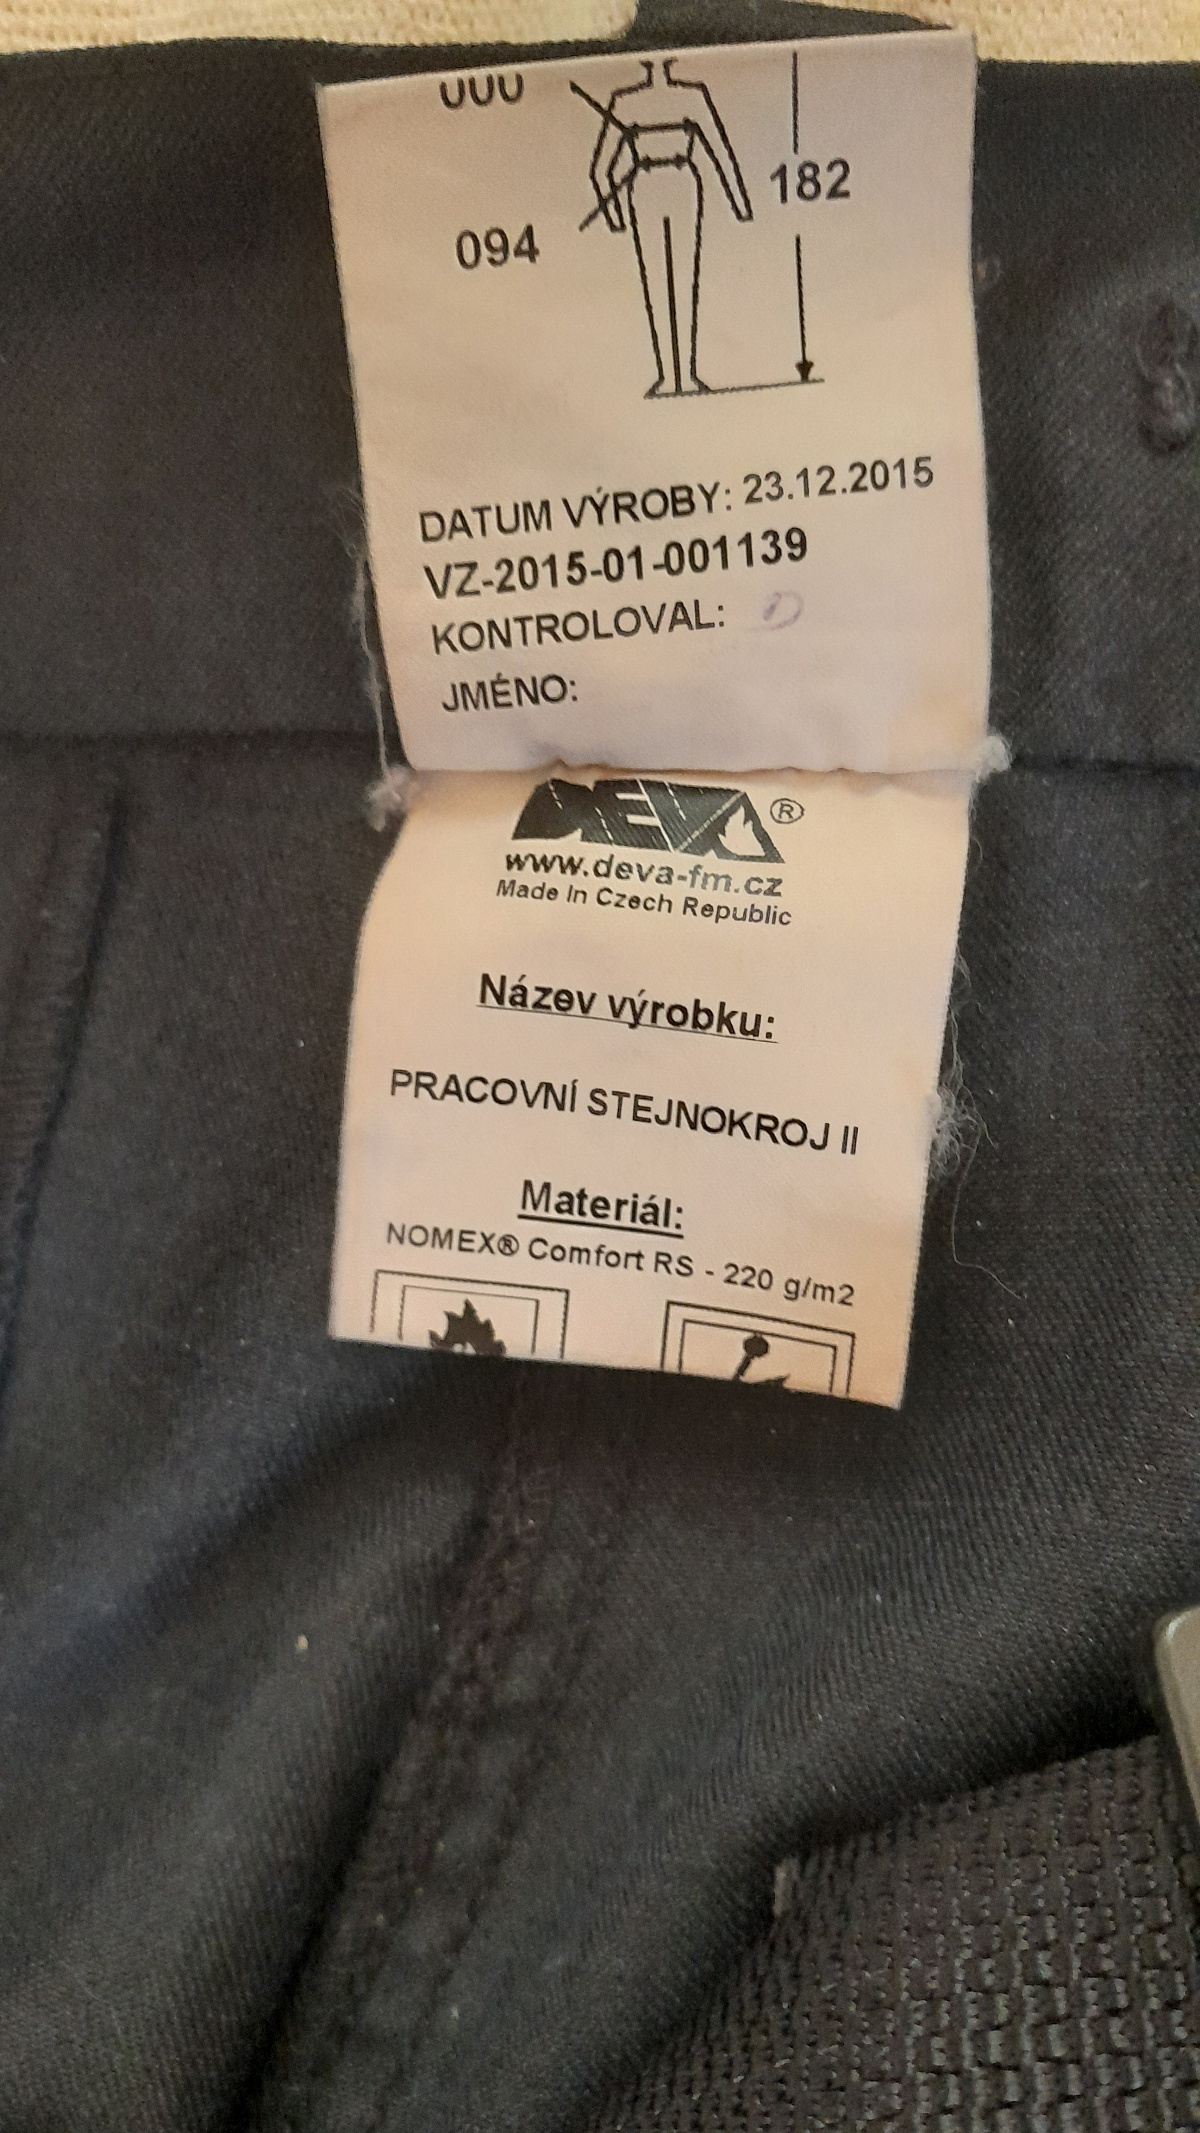 000
182
094
DATUM VÝROBY: 23.12.2015
VZ-2015-01-001139
KONTROLOVAL:
JMÉNO:
DEVA®
www.deva-fm.cz
Made In Czech Republic
Název výrobku:
PRACOVNÍ STEJNOKROJ II
Materiál:
NOMEX® Comfort RS - 220 g/m2